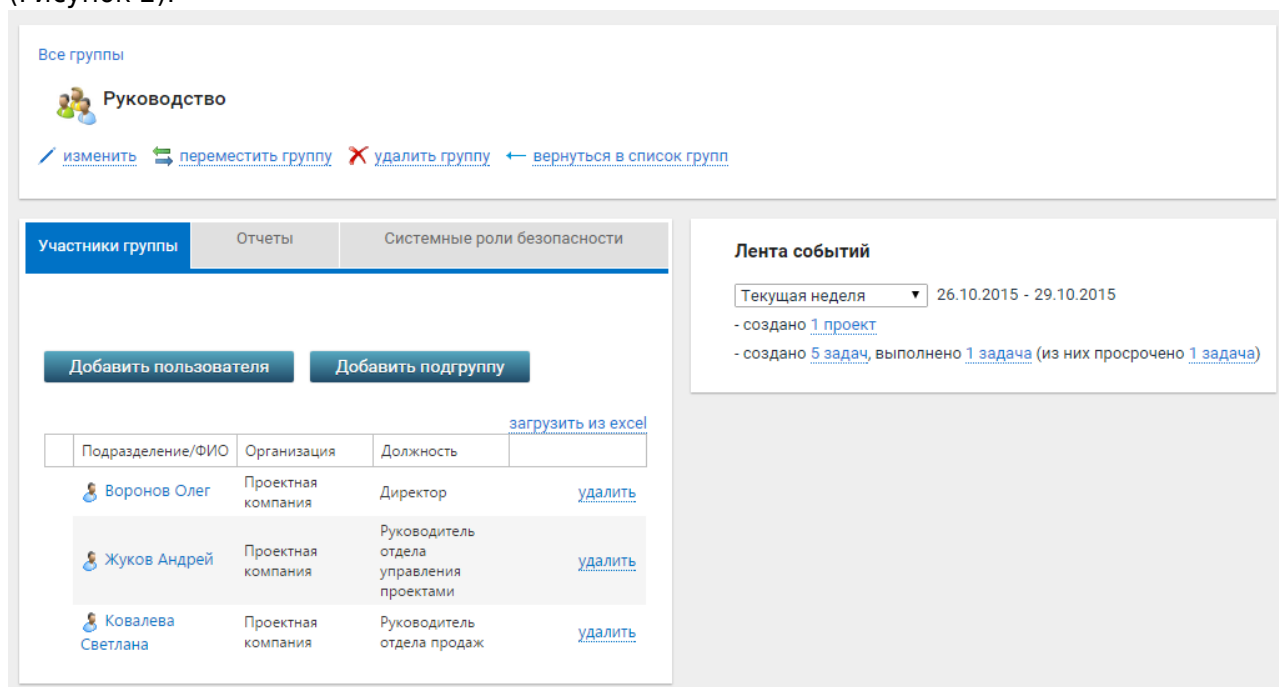 (Рисунок 2).
Все группы
Руководство
изменить переместить группу удалить группу вернуться в список групп
Участники группы Отчеты Системные роли безопасности
Добавить пользователя Добавить подгруппу
загрузить из excel
Подразделение/ФИО Организация Должность
Воронов Олег Проектная компания Директор удалить
Жуков Андрей Проектная компания Руководитель отдела управления проектами удалить
Ковалева Светлана Проектная компания Руководитель отдела продаж удалить
Лента событий
Текущая неделя 26.10.2015 - 29.10.2015
- создано 1 проект
- создано 5 задач, выполнено 1 задача (из них просрочено 1 задача)